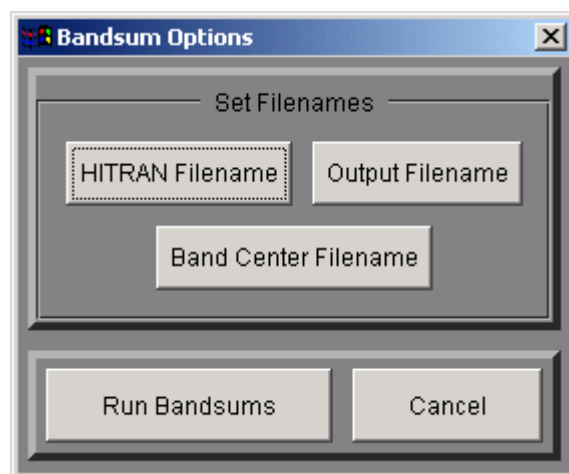 Bandsum Options
Set Filenames
HITRAN Filename
Output Filename
Band Center Filename
Run Bandsums
Cancel